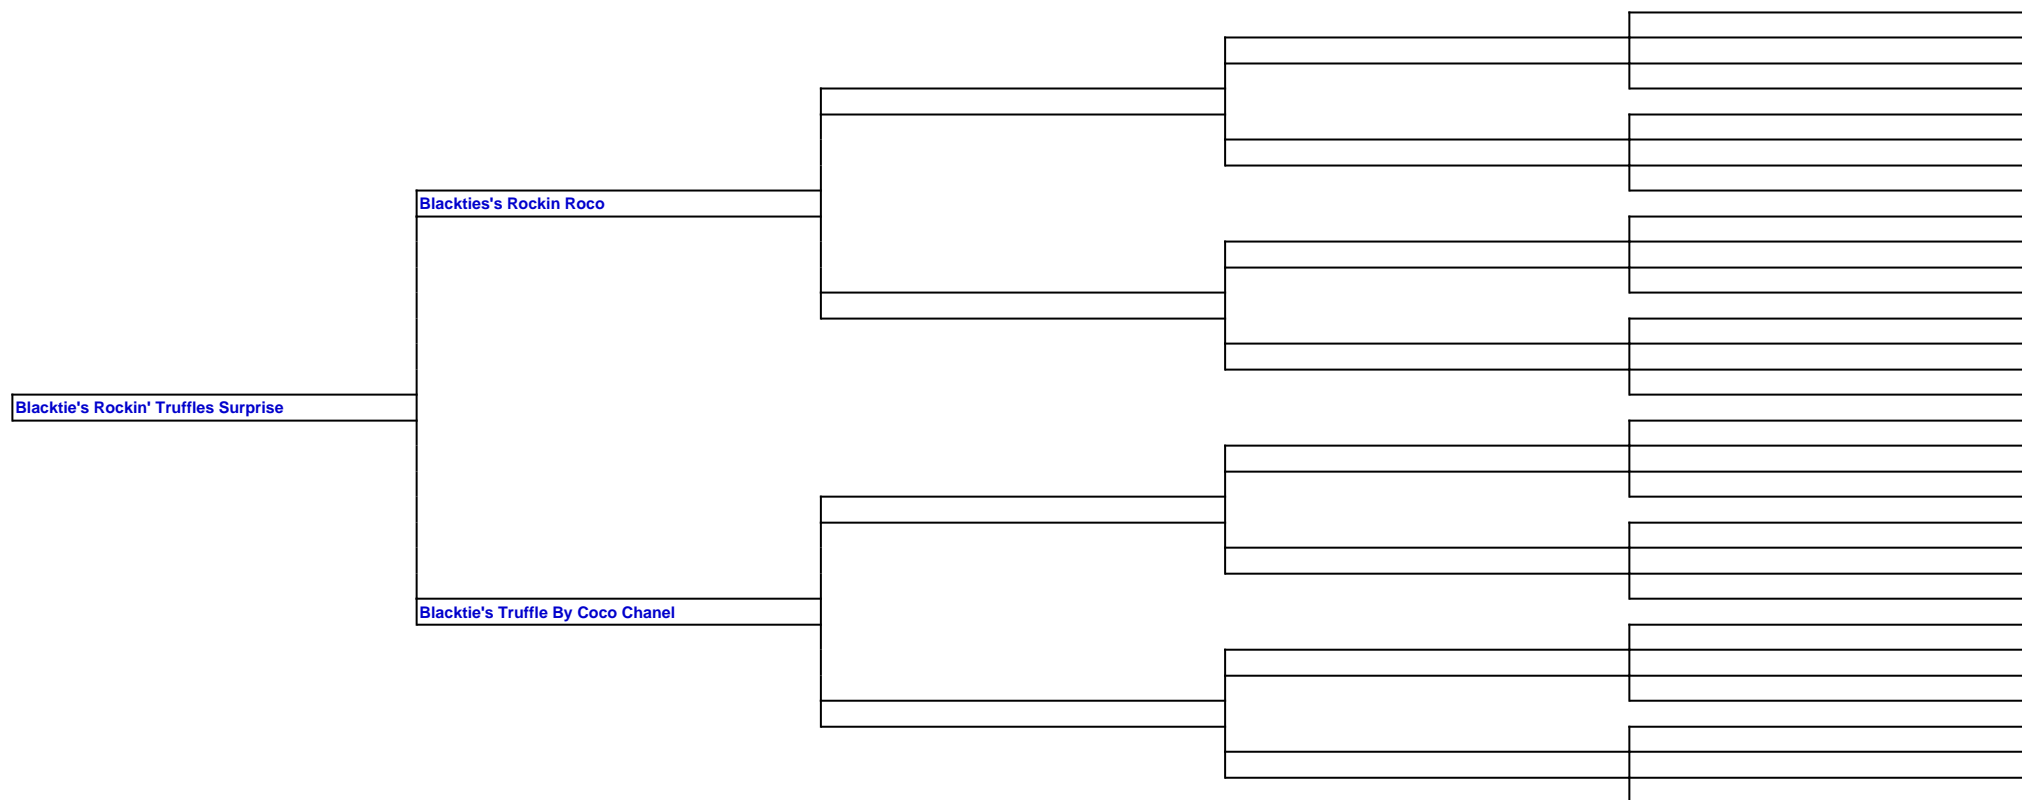 Blackties's Rockin Roco
Blacktie's Rockin' Truffles Surprise
Blacktie's Truffle By Coco Chanel